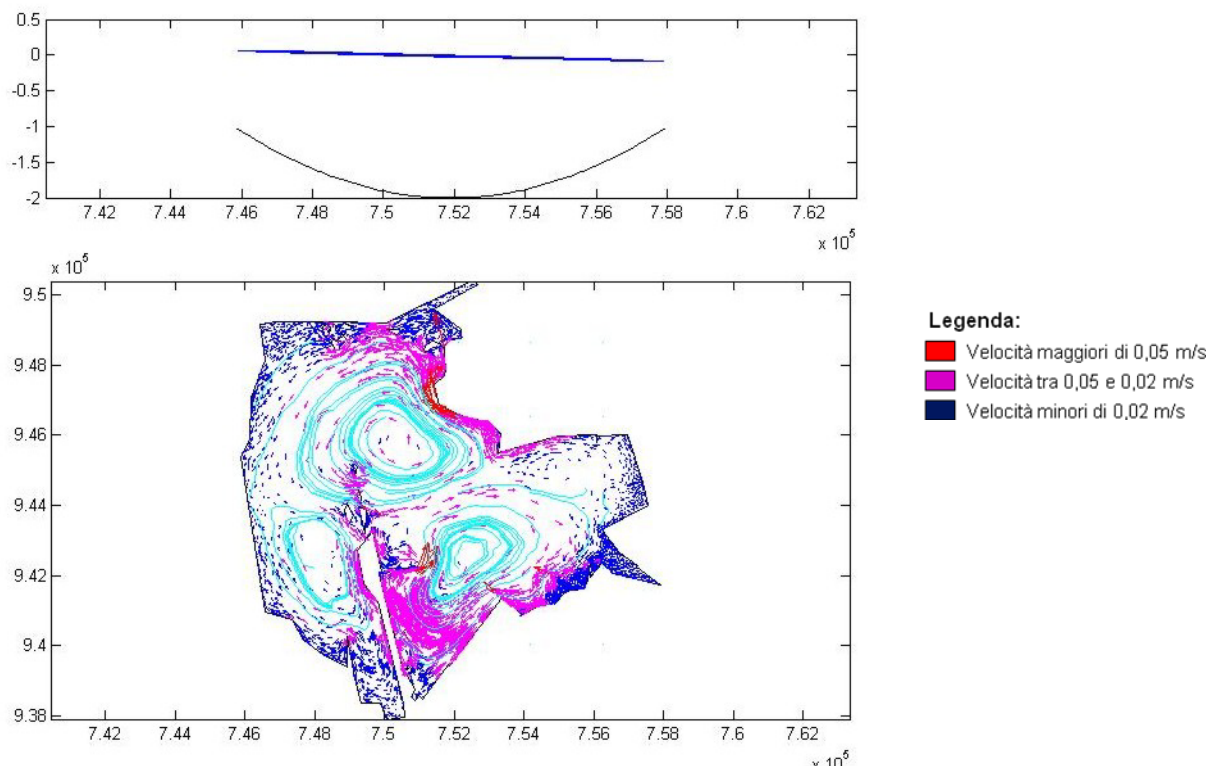 0.5
0
-0.5
-1
-1.5
-2
7.42 7.44 7.46 7.48 7.5 7.52 7.54 7.56 7.58 7.6 7.62
x 10^5
x 10^5
9.5
9.48
9.46
9.44
9.42
9.4
9.38
7.42 7.44 7.46 7.48 7.5 7.52 7.54 7.56 7.58 7.6 7.62
x 10^5
Legenda:
Velocità maggiori di 0,05 m/s
Velocità tra 0,05 e 0,02 m/s
Velocità minori di 0,02 m/s